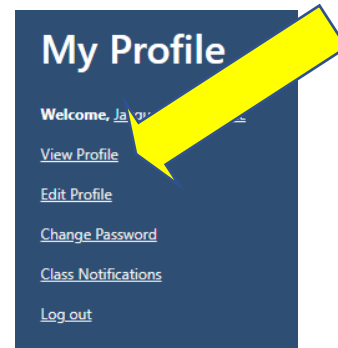 My Profile
Welcome,
View Profile
Edit Profile
Change Password
Class Notifications
Log out